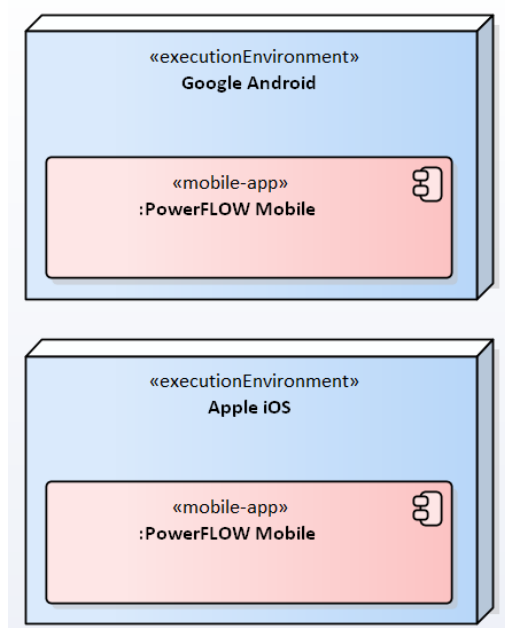 «executionEnvironment»
Google Android
«mobile-app»
:PowerFLOW Mobile
«executionEnvironment»
Apple iOS
«mobile-app»
:PowerFLOW Mobile